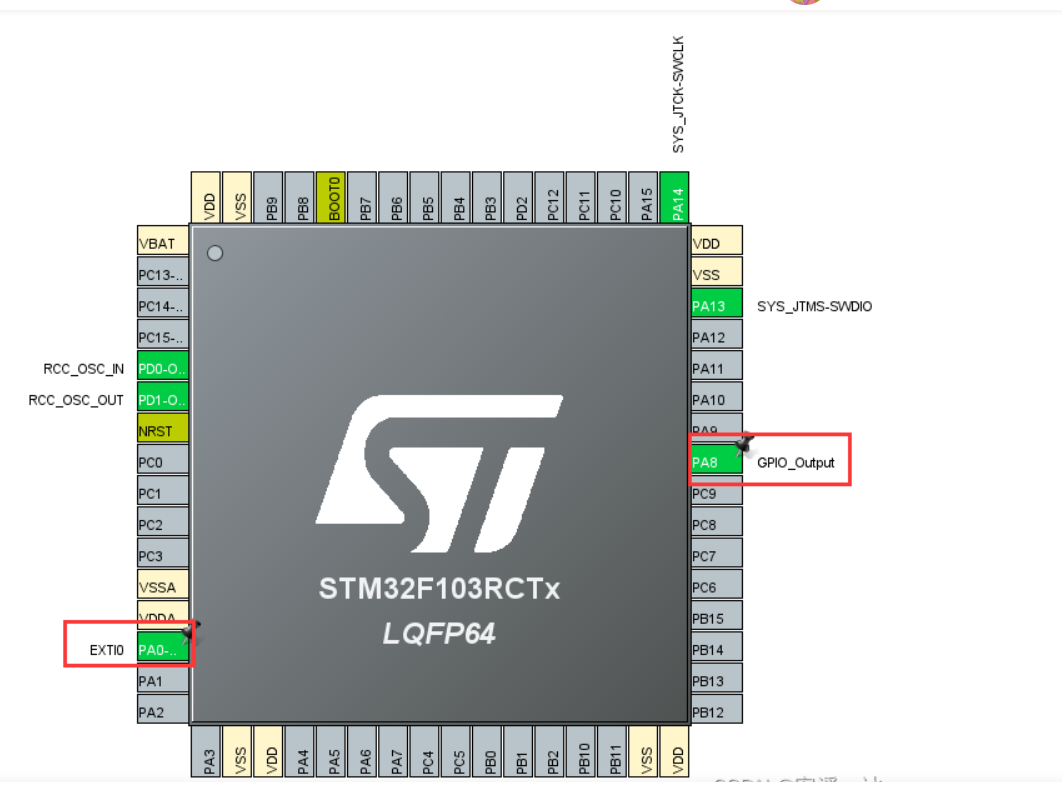 SYS_JTCK-SWCLK
VDD
VSS
PB9
PB8
BOOT0
PB7
PB6
PB5
PB4
PB3
PD2
PC12
PC11
PC10
PA15
PA14
VBAT
PC13-..
PC14-..
PC15-..
RCC_OSC_IN PD0-O..
RCC_OSC_OUT PD1-O..
NRST
PC0
PC1
PC2
PC3
VSSA
VDDA
EXTI0 PA0-..
PA1
PA2
STM32F103RCTx
LQFP64
VDD
VSS
PA13 SYS_JTMS-SWDIO
PA12
PA11
PA10
PA9
PA8 GPIO_Output
PC9
PC8
PC7
PC6
PB15
PB14
PB13
PB12
PA3
VSS
VDD
PA4
PA5
PA6
PA7
PC4
PC5
PB0
PB1
PB2
PB10
PB11
VSS
VDD